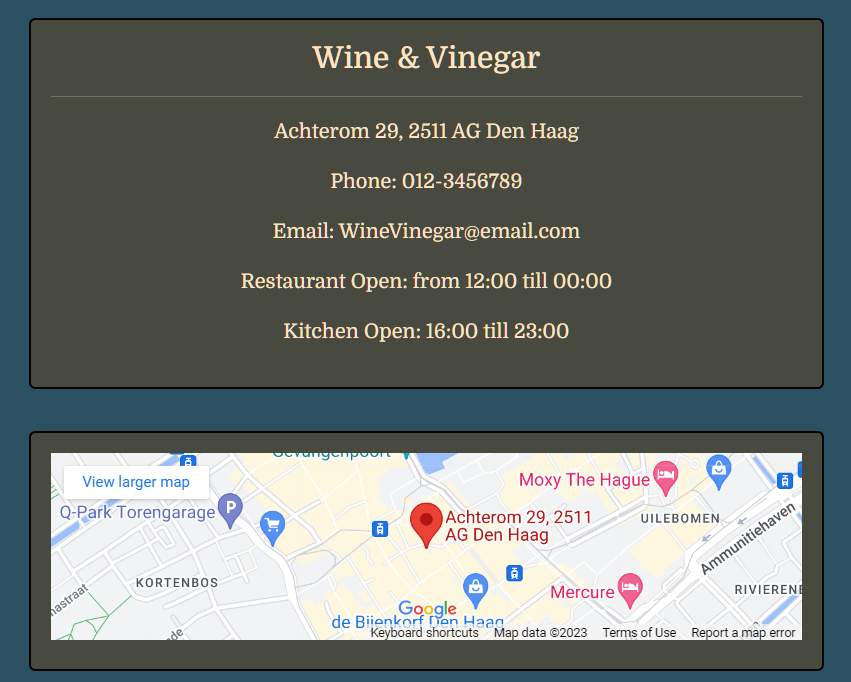 Wine & Vinegar
Achterom 29, 2511 AG Den Haag
Phone: 012-3456789
Email: WineVinegar@email.com
Restaurant Open: from 12:00 till 00:00
Kitchen Open: 16:00 till 23:00
Gevangenpoort
View larger map
Moxy The Hague
Q-Park Torengarage
P
Achterom 29, 2511
AG Den Haag
UILEBOMEN
Ammunitiehaven
KORTENBOS
Mercure
RIVIERENB
nastraat
Google
de Bijenkorf Den Haag
de
Keyboard shortcuts Map data ©2023 Terms of Use Report a map error